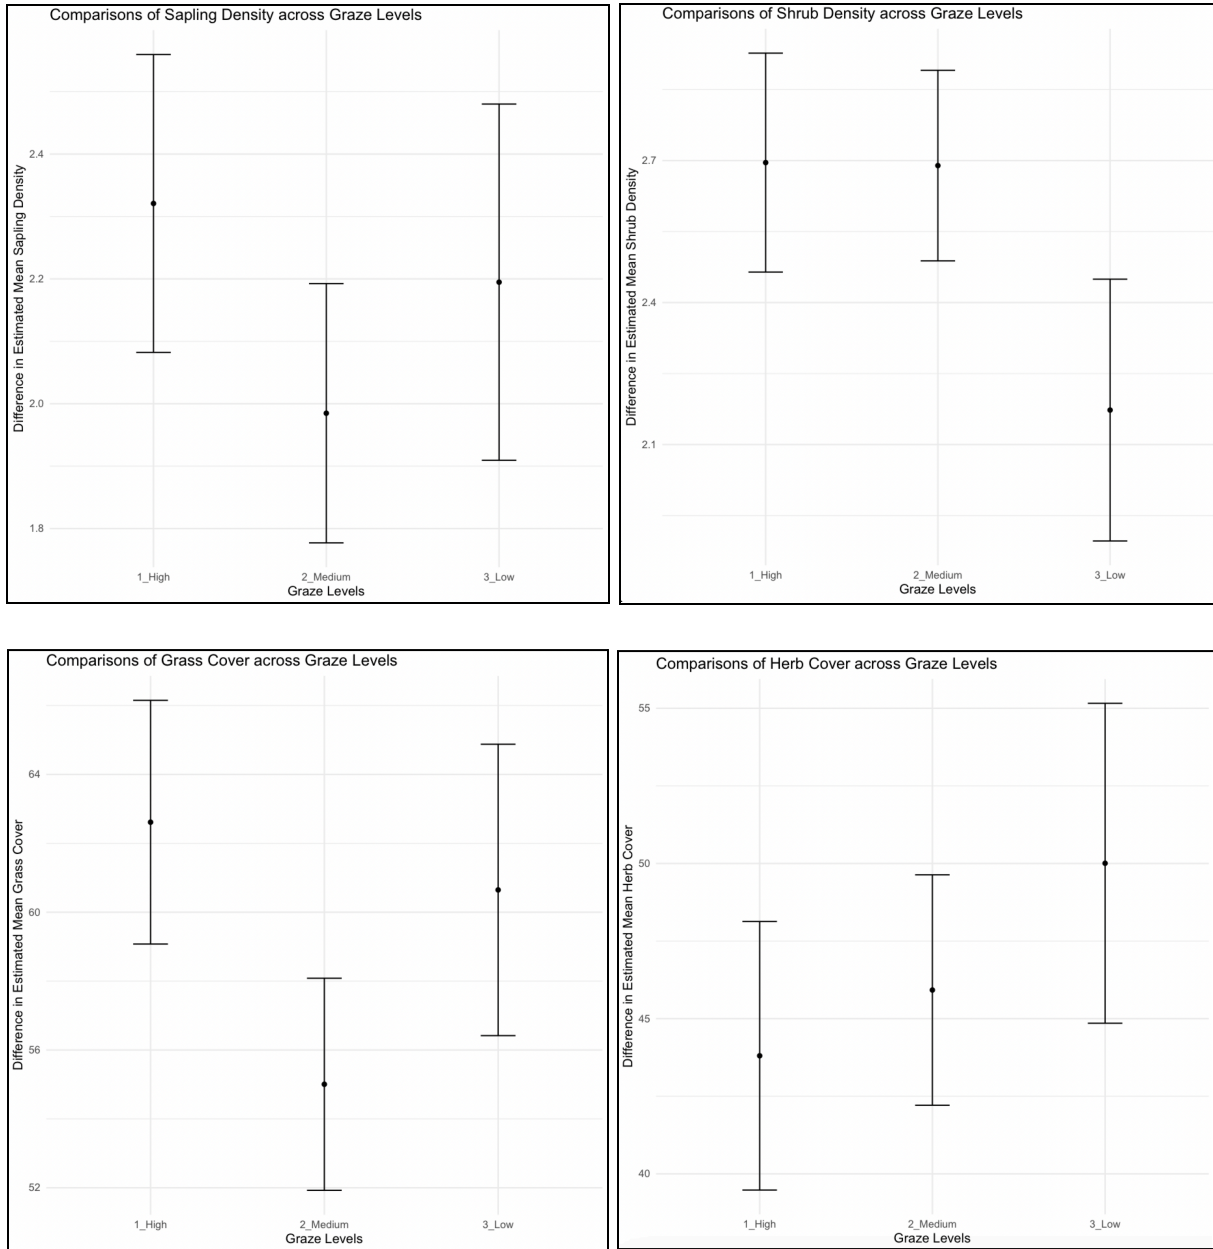 Comparisons of Sapling Density across Graze Levels
Difference in Estimated Mean Sapling Density
2.4
2.2
2.0
1.8
1_High
2_Medium
3_Low
Graze Levels
Comparisons of Shrub Density across Graze Levels
Difference in Estimated Mean Shrub Density
2.7
2.4
2.1
1_High
2_Medium
3_Low
Graze Levels
Comparisons of Grass Cover across Graze Levels
Difference in Estimated Mean Grass Cover
64
60
56
52
1_High
2_Medium
3_Low
Graze Levels
Comparisons of Herb Cover across Graze Levels
Difference in Estimated Mean Herb Cover
55
50
45
40
1_High
2_Medium
3_Low
Graze Levels